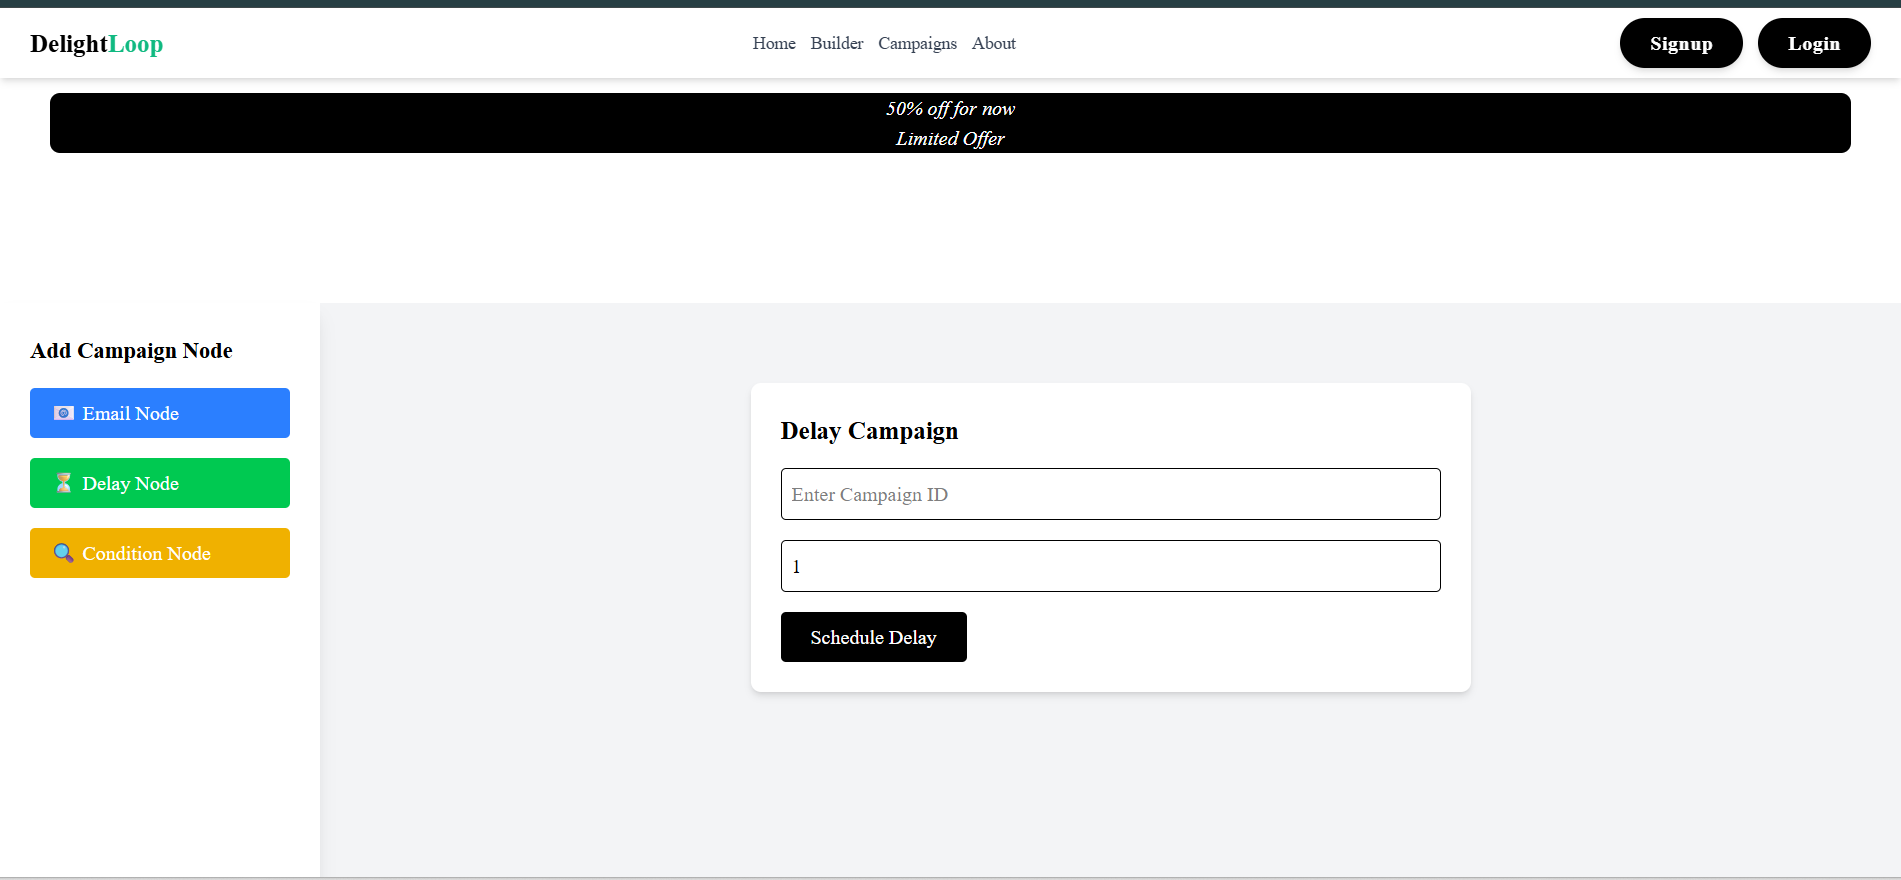 DelightLoop
Home Builder Campaigns About
Signup Login
50% off for now
Limited Offer
Add Campaign Node
Email Node
Delay Node
Condition Node
Delay Campaign
Enter Campaign ID
1
Schedule Delay